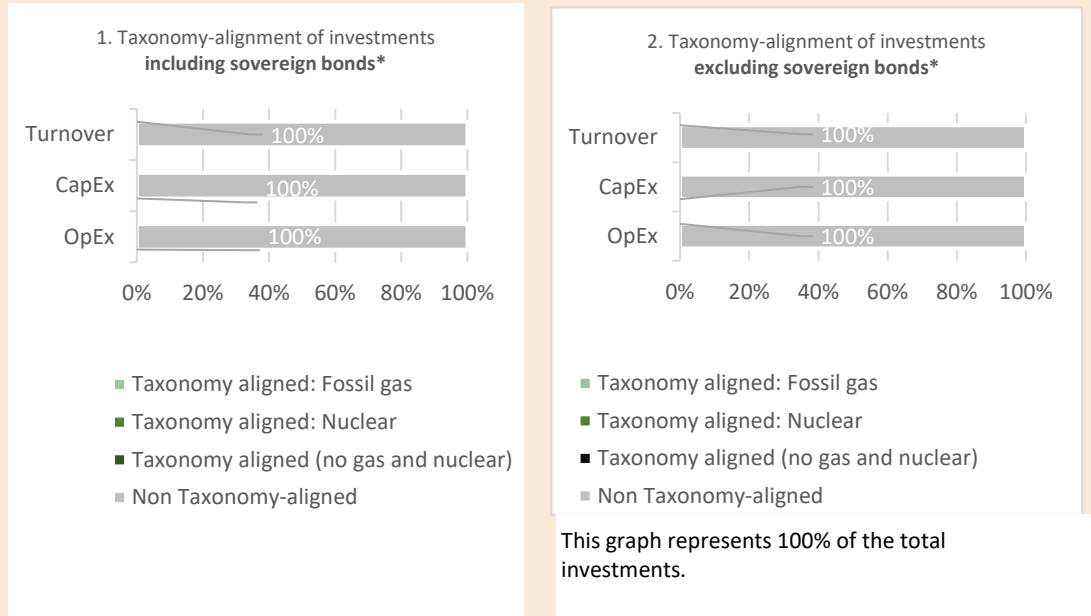 1. Taxonomy-alignment of investments
including sovereign bonds*
Turnover
100%
CapEx
100%
OpEx
100%
0% 20% 40% 60% 80% 100%
Taxonomy aligned: Fossil gas
Taxonomy aligned: Nuclear
Taxonomy aligned (no gas and nuclear)
Non Taxonomy-aligned
2. Taxonomy-alignment of investments
excluding sovereign bonds*
Turnover
100%
CapEx
100%
OpEx
100%
0% 20% 40% 60% 80% 100%
Taxonomy aligned: Fossil gas
Taxonomy aligned: Nuclear
Taxonomy aligned (no gas and nuclear)
Non Taxonomy-aligned
This graph represents 100% of the total
investments.